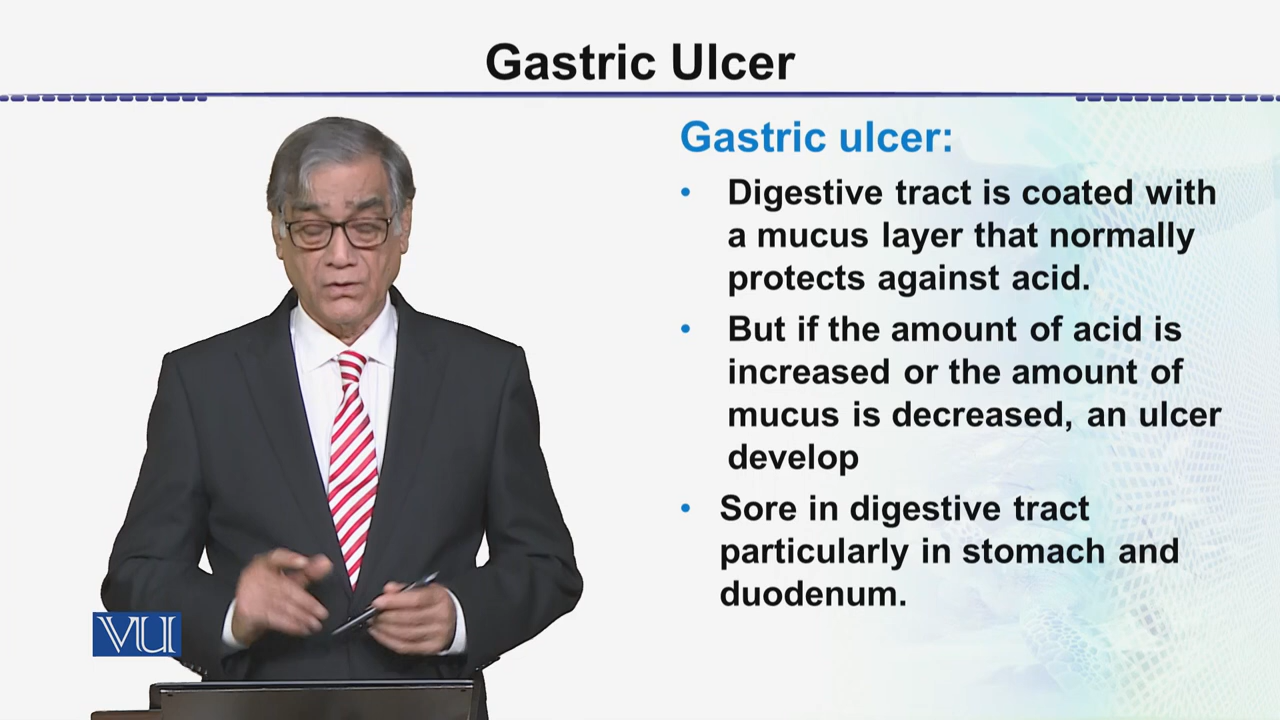 Gastric Ulcer
Gastric ulcer:
• Digestive tract is coated with
a mucus layer that normally
protects against acid.
• But if the amount of acid is
increased or the amount of
mucus is decreased, an ulcer
develop
• Sore in digestive tract
particularly in stomach and
duodenum.
VU